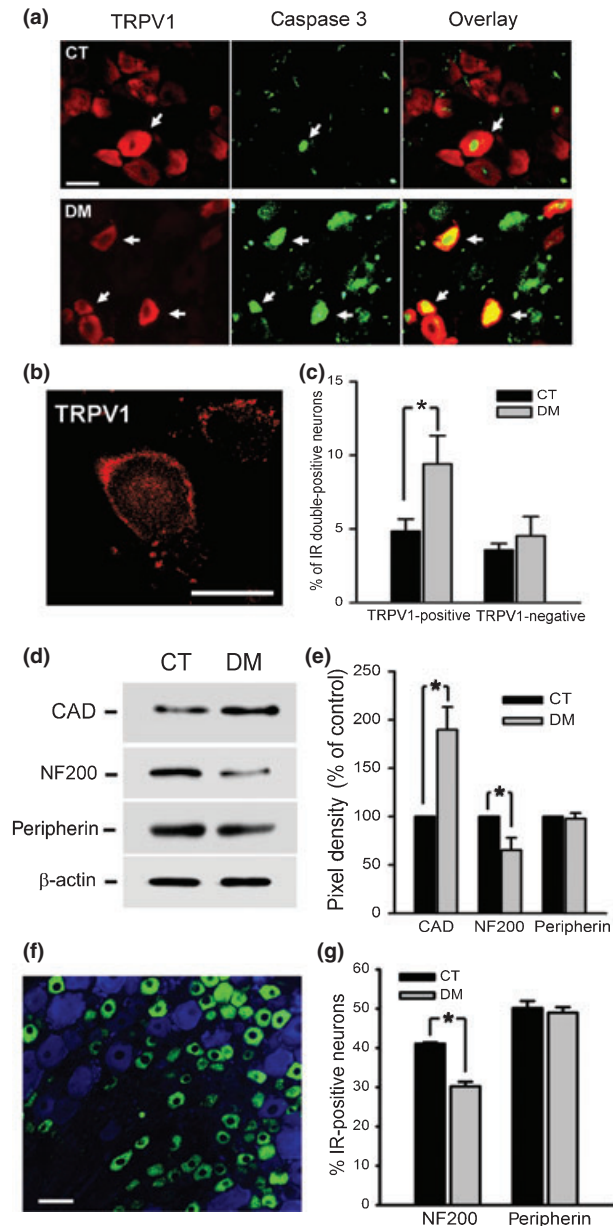 (a) TRPV1 Caspase 3 Overlay
CT
DM
(b)
TRPV1
(c)
% of IR double-positive neurons
15
10
5
0
*
CT
DM
TRPV1-positive TRPV1-negative
(d)
CT DM
CAD
NF200
Peripherin
β-actin
(e)
Pixel density (% of control)
250
200
150
100
50
0
*
*
CT
DM
CAD NF200 Peripherin
(f)
(g)
% IR-positive neurons
60
50
40
30
20
10
0
*
CT
DM
NF200 Peripherin